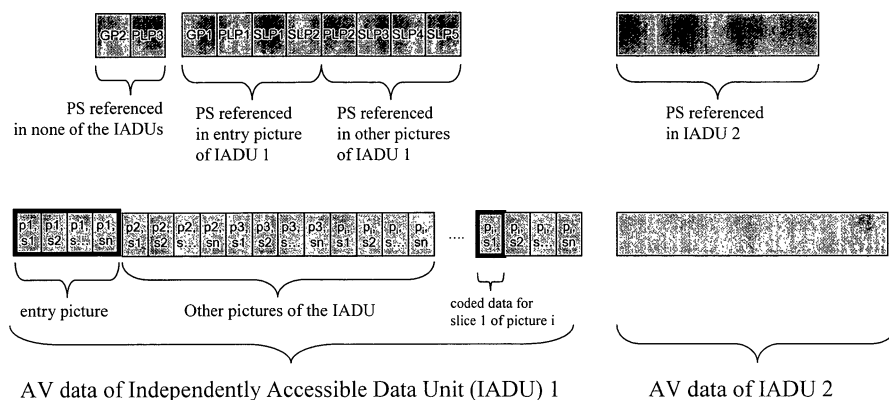 GP2 PLP3 GP1 PLP1 SLP1 SLP2 PLP2 SLP3 SLP4 SLP5
PS referenced
in none of the IADUs
PS referenced
in entry picture
of IADU 1
PS referenced
in other pictures
of IADU 1
PS referenced
in IADU 2
p1, p1, p1, p1, p2, p2, p2, p2, p3, p3, p3, p3, pi, pi, pi, pi, .... pi, pi, pi, pi,
s1 s2 s... sn s1, s2 s... sn s1 s2 s... sn s1 s2 s... sn s1 s2 s... sn
entry picture
Other pictures of the IADU
coded data for
slice 1 of picture i
AV data of Independently Accessible Data Unit (IADU) 1
AV data of IADU 2